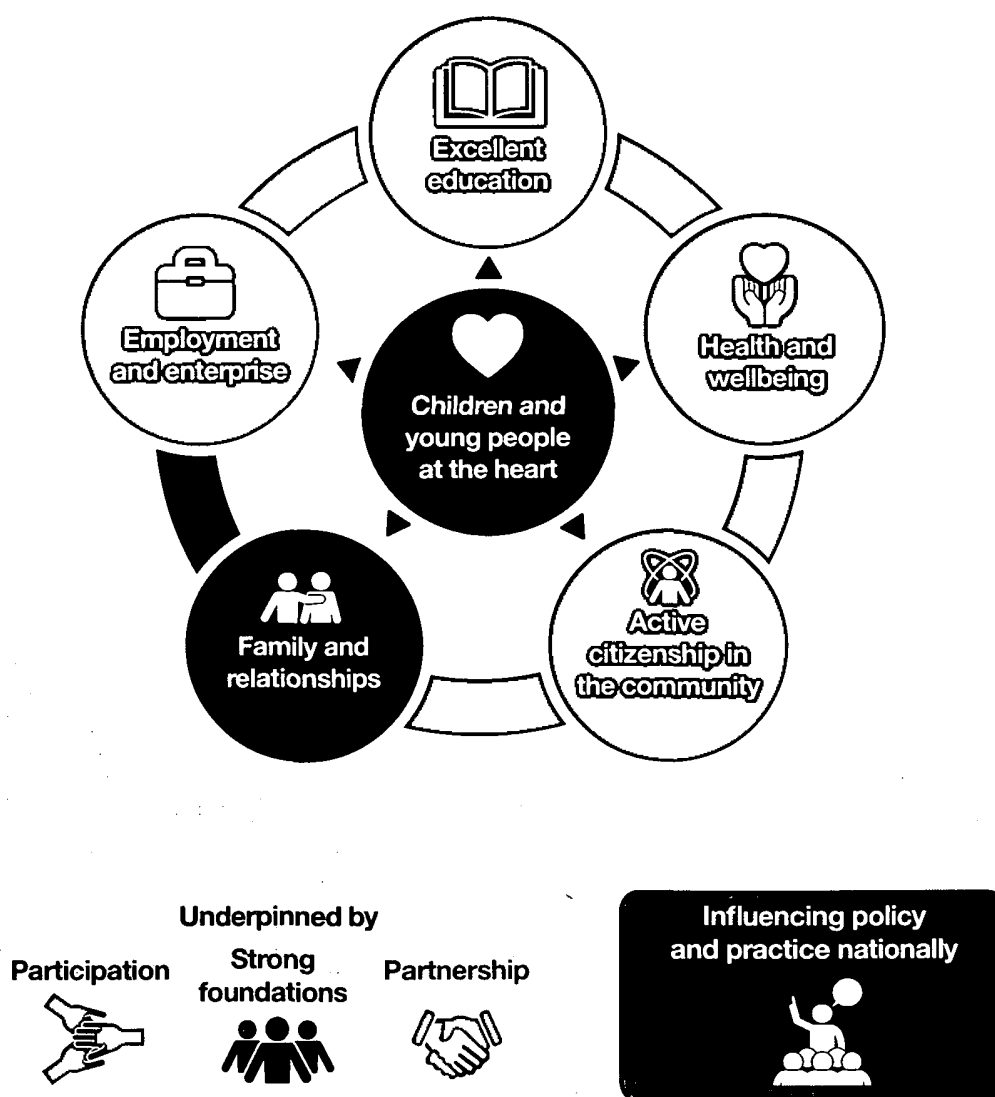 Excellent
education
Employment
and enterprise
Health and
wellbeing
Children and
young people
at the heart
Family and
relationships
Active
citizenship in
the community
Underpinned by
Participation
Strong
foundations
Partnership
Influencing policy
and practice nationally